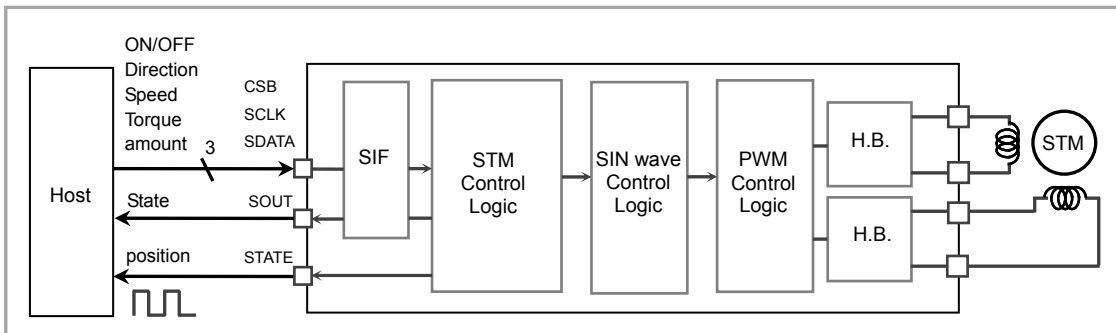 ON/OFF
Direction
Speed
Torque
amount
CSB
SCLK
SDATA
3
Host
State
SOUT
position
STATE
SIF
STM
Control
Logic
SIN wave
Control
Logic
PWM
Control
Logic
H.B.
H.B.
STM